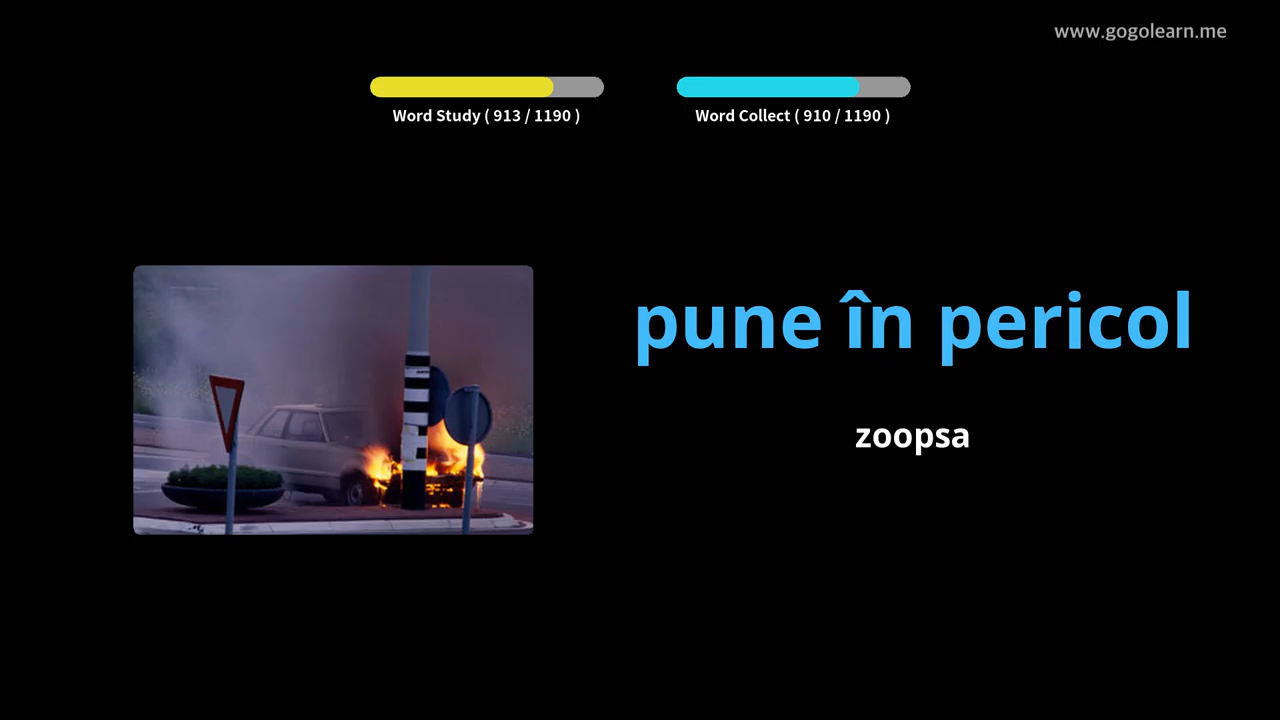 www.gogolearn.me
Word Study ( 913 / 1190 )
Word Collect ( 910 / 1190 )
pune în pericol
zoopsa